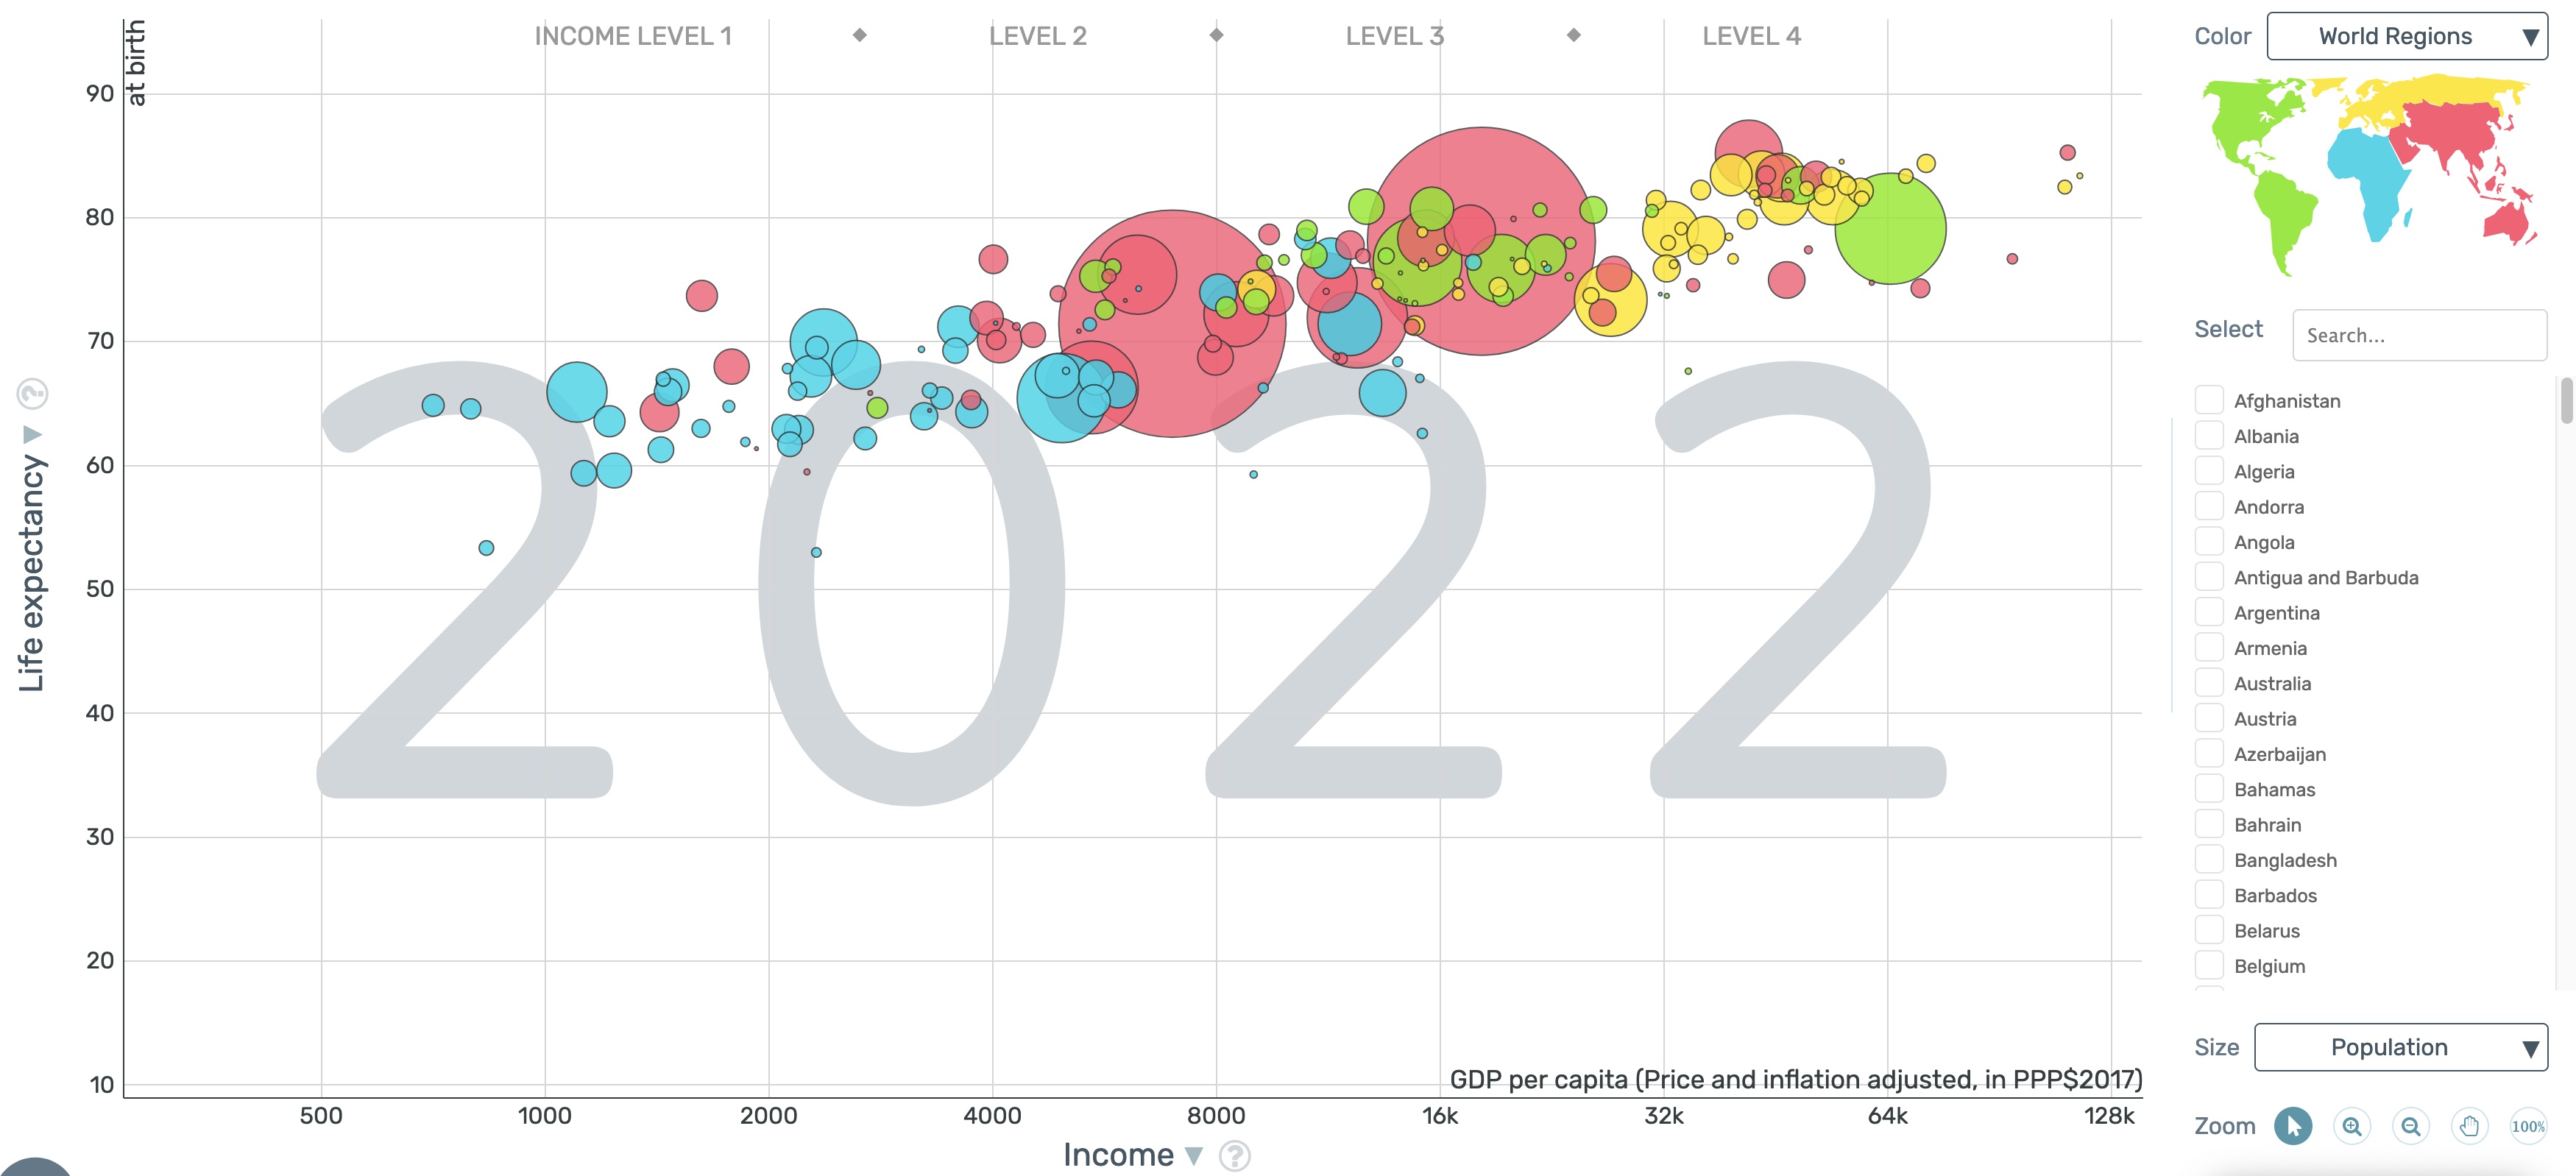 INCOME LEVEL 1 ◆ LEVEL 2 ◆ LEVEL 3 ◆ LEVEL 4
at birth
Life expectancy ▼ ?
90
80
70
60
50
40
30
20
10
2022
GDP per capita (Price and inflation adjusted, in PPP$2017)
500 1000 2000 4000 8000 16k 32k 64k 128k
Income ▼ ?
Color World Regions ▼
Select Search...
Afghanistan
Albania
Algeria
Andorra
Angola
Antigua and Barbuda
Argentina
Armenia
Australia
Austria
Azerbaijan
Bahamas
Bahrain
Bangladesh
Barbados
Belarus
Belgium
Size Population ▼
Zoom 100%